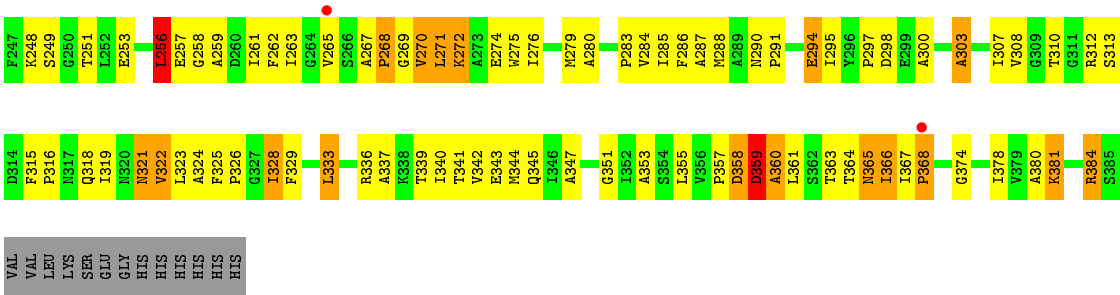 F247 K248 S249 G250 T251 L252 E253 L256 E257 G258 A259 D260 I261 F262 I263 G264 V265 S266 A267 P268 G269 V270 L271 K272 A273 E274 W275 I276 M279 A280 P283 V284 I285 F286 A287 M288 A289 N290 P291 E294 I295 Y296 P297 D298 E299 A300 A303 I307 V308 G309 T310 G311 R312 S313
D314 F315 P316 N317 Q318 I319 N320 N321 V322 L323 A324 F325 P326 G327 I328 F329 L333 R336 A337 K338 T339 I340 T341 V342 E343 M344 Q345 I346 A347 G351 I352 A353 S354 L355 V356 P357 D358 D359 A360 L361 S362 T363 T364 N365 I366 I367 P368 G374 I378 V379 A380 K381 R384 S385
VAL VAL LEU LYS SER GLU GLY HIS HIS HIS HIS HIS HIS